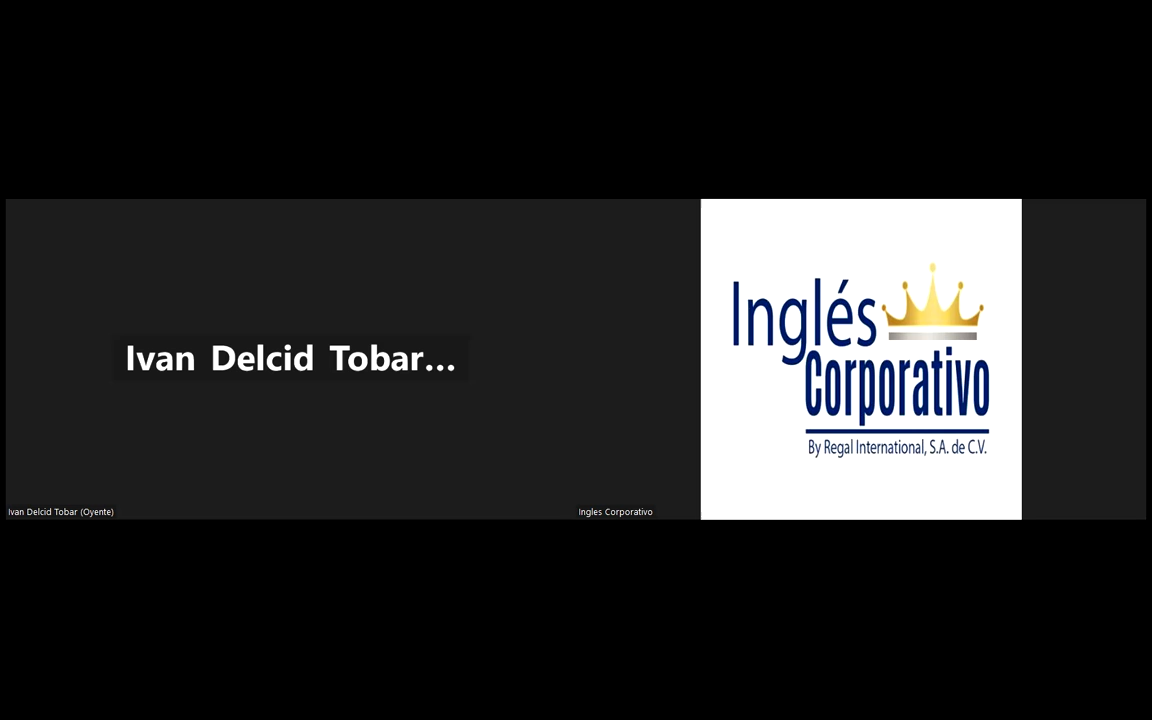 Ivan Delcid Tobar...
Ivan Delcid Tobar (Oyente)
Inglés
Corporativo
By Regal International, S.A. de C.V.
Ingles Corporativo